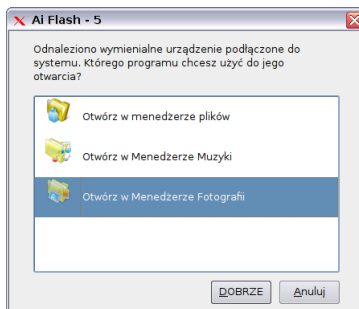 Ai Flash - 5
Odnaleziono wymienialne urządzenie podłączone do
systemu. Którego programu chcesz użyć do jego
otwarcia?
Otwórz w menedżerze plików
Otwórz w Menedżerze Muzyki
Otwórz w Menedżerze Fotografii
DOBRZE Anuluj